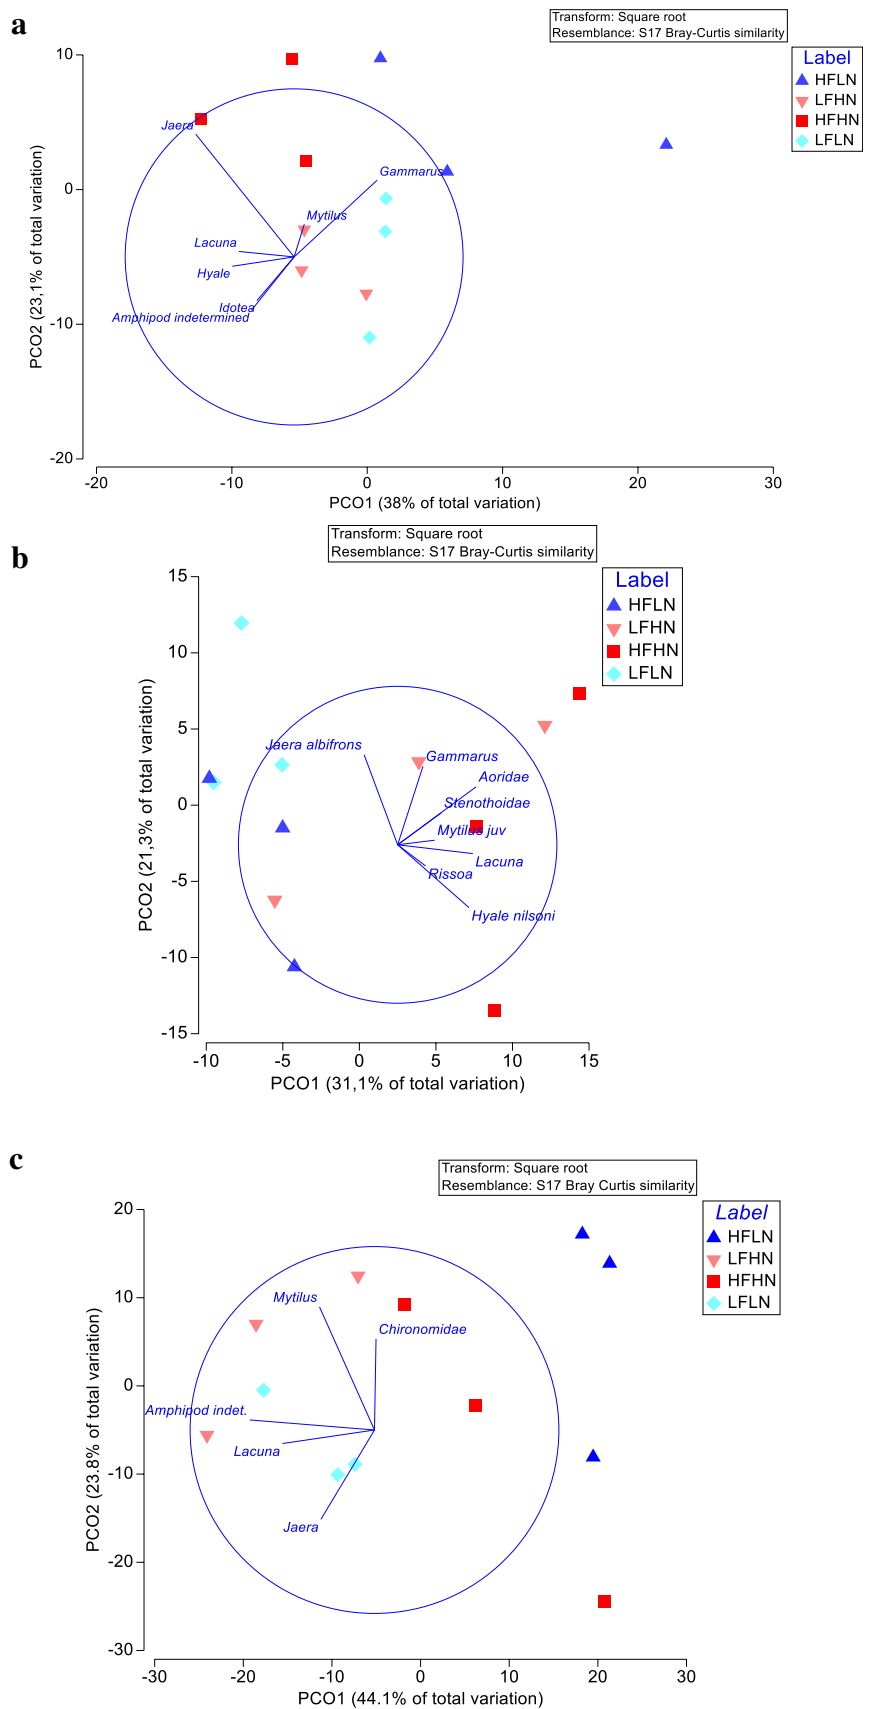 a
Transform: Square root
Resemblance: S17 Bray-Curtis similarity
Label
HFLN
LFHN
HFHN
LFLN
10
0
-10
-20
PCO2 (23,1% of total variation)
Jaera
Gammarus
Mytilus
Lacuna
Hyale
Idotea
Amphipod indetermined
-20
-10
0
10
20
30
PCO1 (38% of total variation)
b
Transform: Square root
Resemblance: S17 Bray-Curtis similarity
Label
HFLN
LFHN
HFHN
LFLN
15
10
5
0
-5
-10
-15
PCO2 (21,3% of total variation)
Jaera albifrons
Gammarus
Aoridae
Stenothoidae
Mytilus juv
Lacuna
Rissoa
Hyale nilsoni
-10
-5
0
5
10
15
PCO1 (31,1% of total variation)
c
Transform: Square root
Resemblance: S17 Bray Curtis similarity
Label
HFLN
LFHN
HFHN
LFLN
20
10
0
-10
-20
-30
PCO2 (23.8% of total variation)
Mytilus
Chironomidae
Amphipod indet.
Lacuna
Jaera
-30
-20
-10
0
10
20
30
PCO1 (44.1% of total variation)